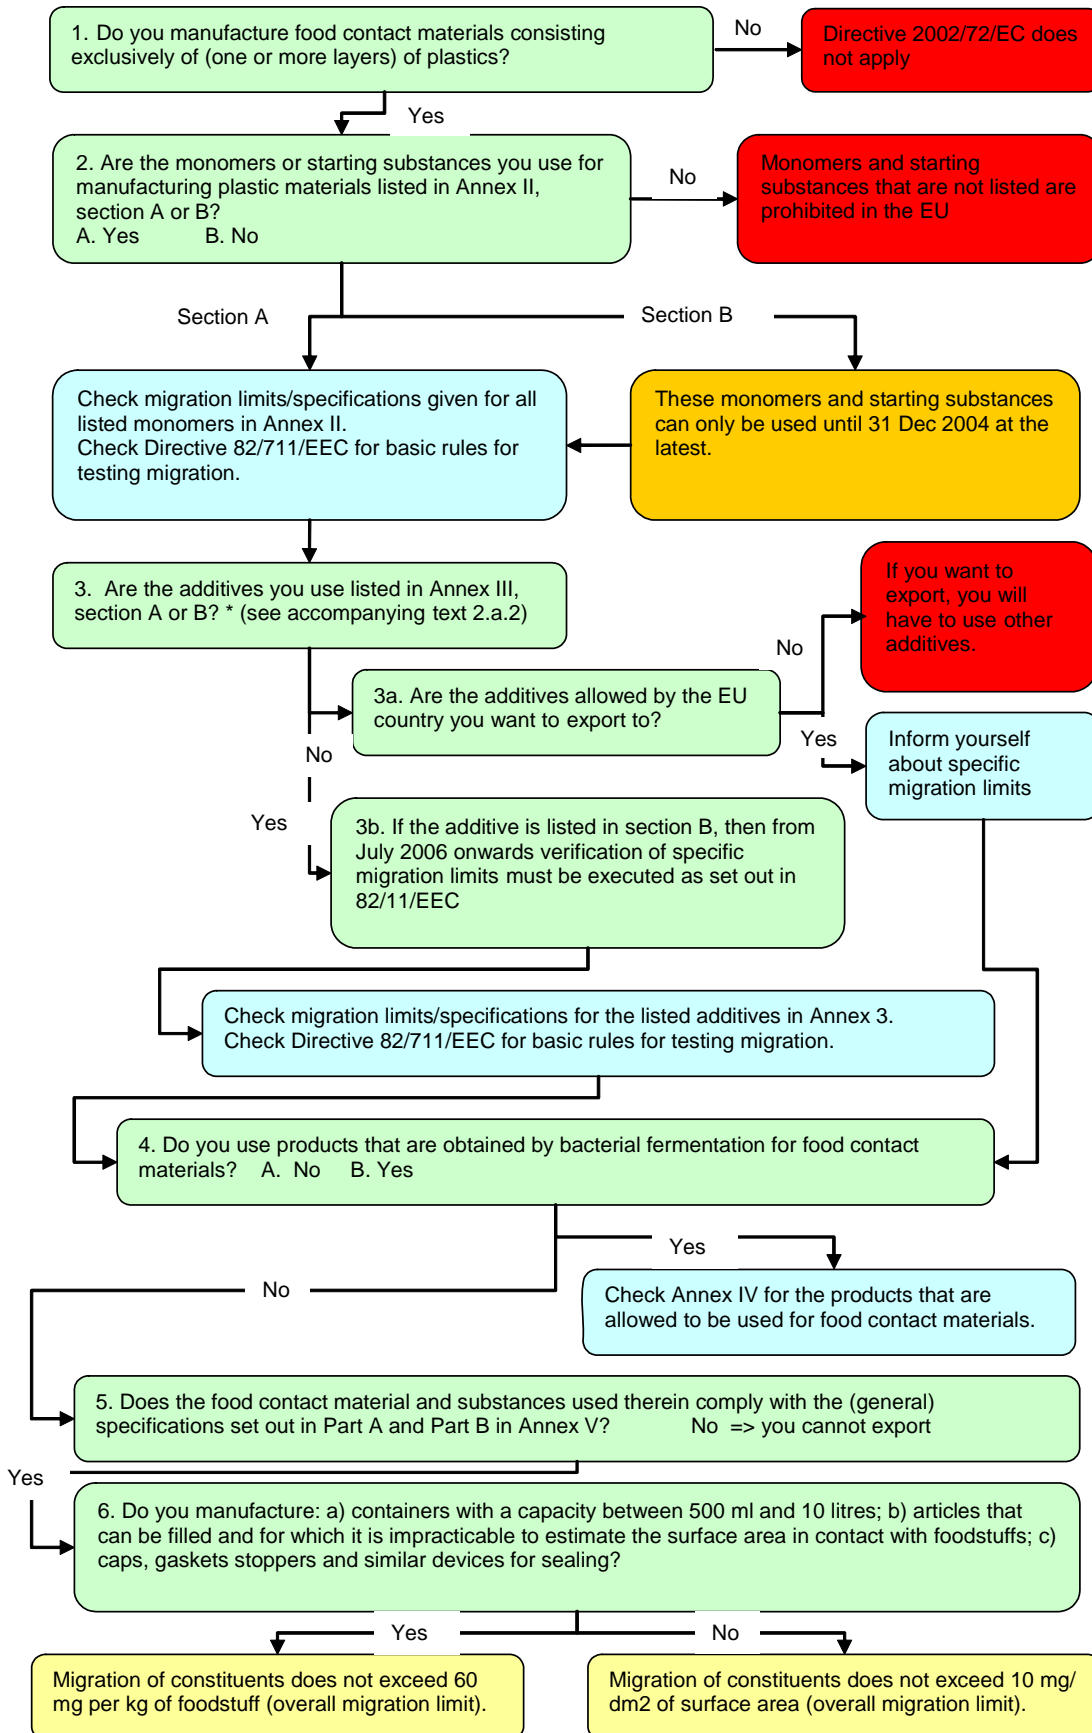 1. Do you manufacture food contact materials consisting
exclusively of (one or more layers) of plastics?
No
Directive 2002/72/EC does
not apply
Yes
2. Are the monomers or starting substances you use for
manufacturing plastic materials listed in Annex II,
section A or B?
A. Yes B. No
No
Monomers and starting
substances that are not listed are
prohibited in the EU
Section A
Section B
Check migration limits/specifications given for all
listed monomers in Annex II.
Check Directive 82/711/EEC for basic rules for
testing migration.
These monomers and starting substances
can only be used until 31 Dec 2004 at the
latest.
3. Are the additives you use listed in Annex III,
section A or B? * (see accompanying text 2.a.2)
If you want to
export, you will
have to use other
additives.
No
3a. Are the additives allowed by the EU
country you want to export to?
No
Yes
Inform yourself
about specific
migration limits
Yes
3b. If the additive is listed in section B, then from
July 2006 onwards verification of specific
migration limits must be executed as set out in
82/11/EEC
Check migration limits/specifications for the listed additives in Annex 3.
Check Directive 82/711/EEC for basic rules for testing migration.
4. Do you use products that are obtained by bacterial fermentation for food contact
materials? A. No B. Yes
Yes
No
Check Annex IV for the products that are
allowed to be used for food contact materials.
5. Does the food contact material and substances used therein comply with the (general)
specifications set out in Part A and Part B in Annex V? No => you cannot export
Yes
6. Do you manufacture: a) containers with a capacity between 500 ml and 10 litres; b) articles that
can be filled and for which it is impracticable to estimate the surface area in contact with foodstuffs; c)
caps, gaskets stoppers and similar devices for sealing?
Yes
No
Migration of constituents does not exceed 60
mg per kg of foodstuff (overall migration limit).
Migration of constituents does not exceed 10 mg/
dm2 of surface area (overall migration limit).